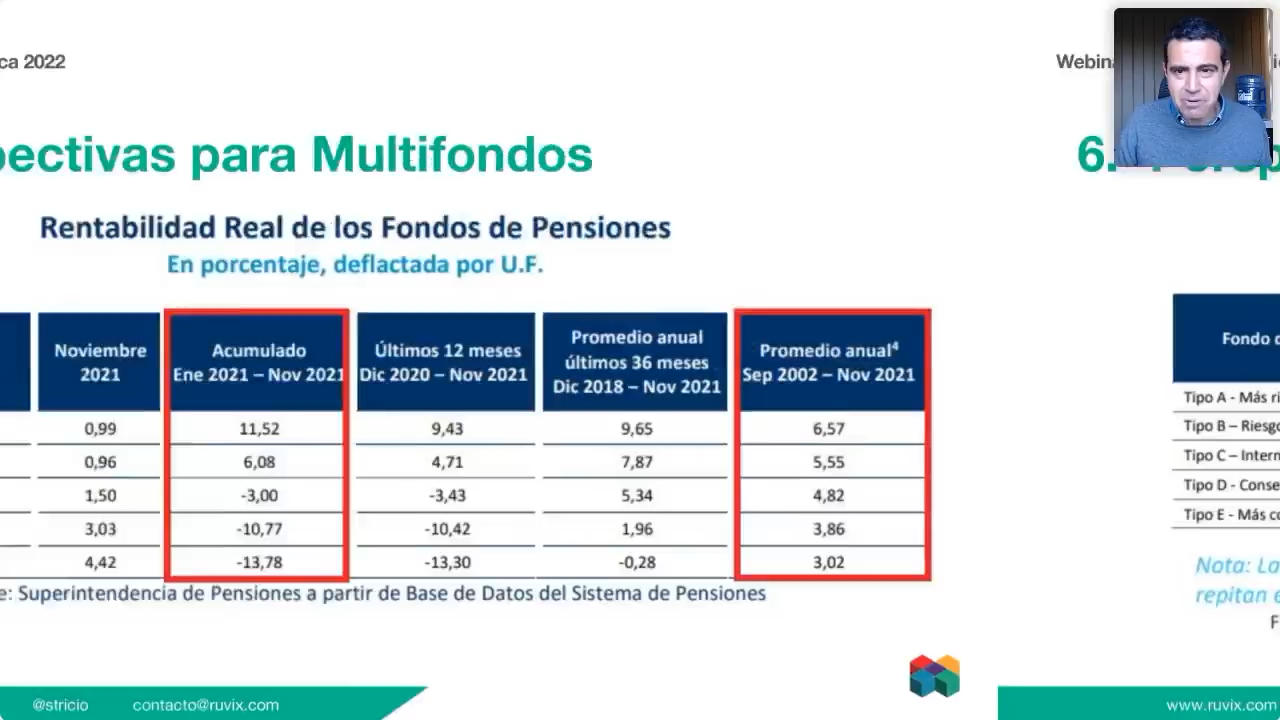 ca 2022
pectivas para Multifondos
Rentabilidad Real de los Fondos de Pensiones
En porcentaje, deflactada por U.F.
Noviembre 2021
Acumulado Ene 2021 – Nov 2021
Últimos 12 meses Dic 2020 – Nov 2021
Promedio anual últimos 36 meses Dic 2018 – Nov 2021
Promedio anual⁴ Sep 2002 – Nov 2021
0,99 11,52 9,43 9,65 6,57
0,96 6,08 4,71 7,87 5,55
1,50 -3,00 -3,43 5,34 4,82
3,03 -10,77 -10,42 1,96 3,86
4,42 -13,78 -13,30 -0,28 3,02
e: Superintendencia de Pensiones a partir de Base de Datos del Sistema de Pensiones
@stricio contacto@ruvix.com
Webina
6.
Fondo d
Tipo A - Más ri
Tipo B – Riesgo
Tipo C – Interm
Tipo D - Conse
Tipo E - Más co
Nota: La
repitan e
F
www.ruvix.com